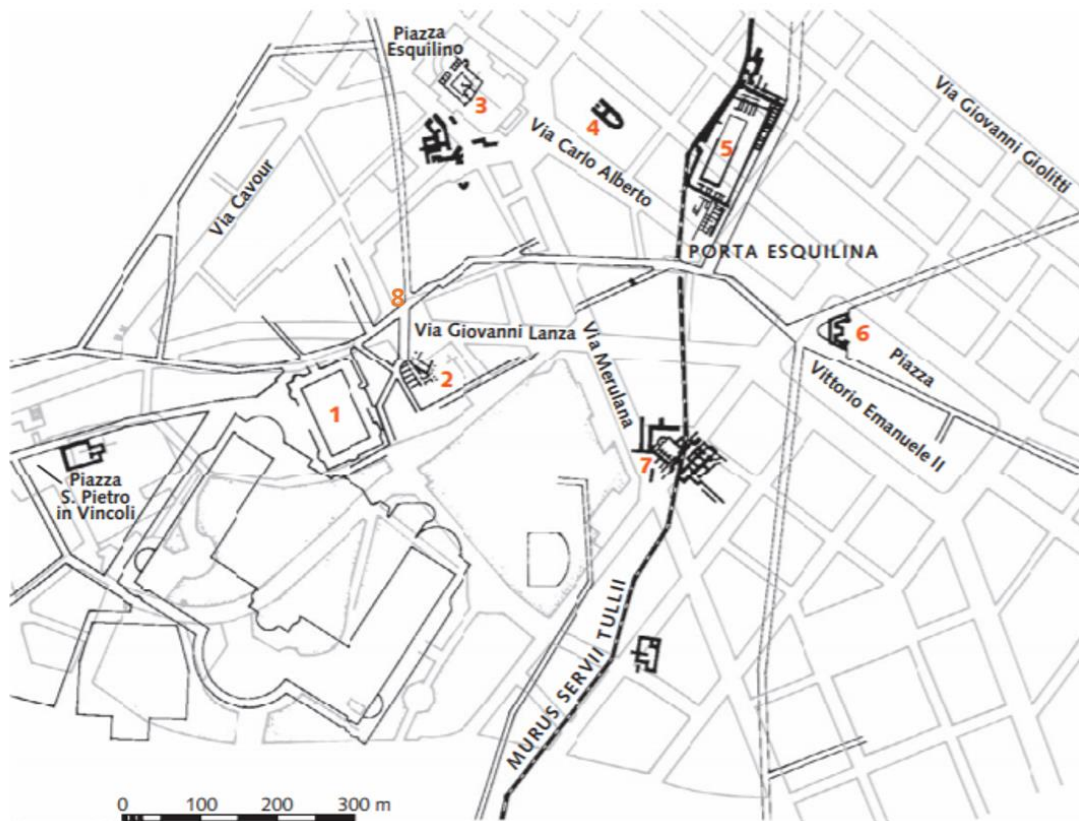 Piazza
Esquilino
3
4
5
Via Giovanni Giolitti
Via Carlo Alberto
Via Cavour
PORTA ESQUILINA
8
Via Giovanni Lanza
Via Merulana
6
Piazza
Vittorio Emanuele II
2
1
7
Piazza
S. Pietro
in Vincoli
MURUS SERVII TULLII
0 100 200 300 m